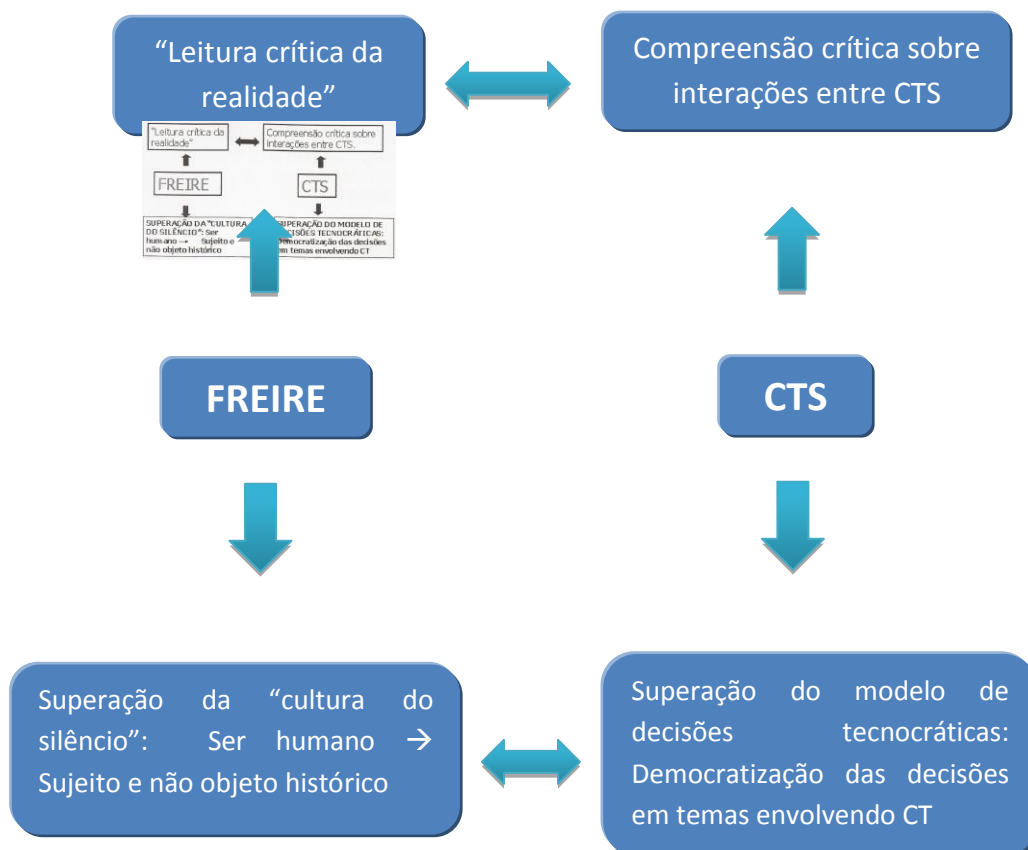 “Leitura crítica da
realidade”
Compreensão crítica sobre
interações entre CTS
"Leitura crítica da
realidade"
Compreensão crítica sobre
interações entre CTS.
FREIRE
CTS
SUPERAÇÃO DA "CULTURA
DO SILÊNCIO": Ser
humano → Sujeito e
não objeto histórico
SUPERAÇÃO DO MODELO DE
TECNOCRÁTICAS:
Democratização das decisões
em temas envolvendo CT
FREIRE
CTS
Superação da “cultura do
silêncio”: Ser humano →
Sujeito e não objeto histórico
Superação do modelo de
decisões tecnocráticas:
Democratização das decisões
em temas envolvendo CT